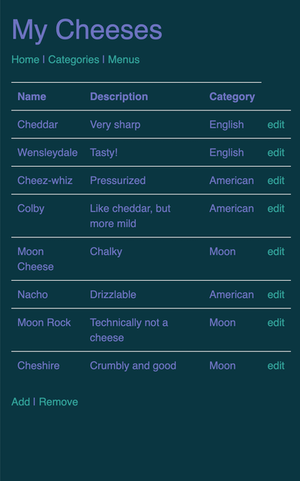 My Cheeses
Home | Categories | Menus
Name Description Category
Cheddar Very sharp English edit
Wensleydale Tasty! English edit
Cheez-whiz Pressurized American edit
Colby Like cheddar, but American edit
more mild
Moon Chalky Moon edit
Cheese
Nacho Drizzlable American edit
Moon Rock Technically not a Moon edit
cheese
Cheshire Crumbly and good Moon edit
Add | Remove